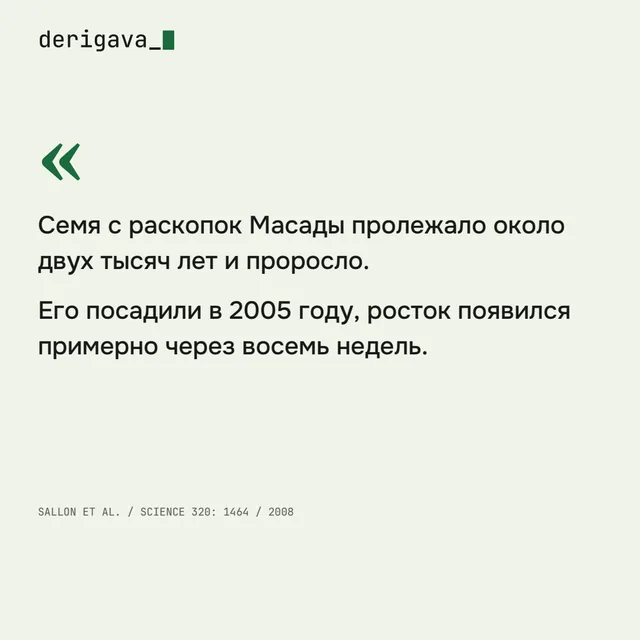 derigava_
«
Семя с раскопок Масады пролежало около
двух тысяч лет и проросло.
Его посадили в 2005 году, росток появился
примерно через восемь недель.
SALLON ET AL. / SCIENCE 320: 1464 / 2008